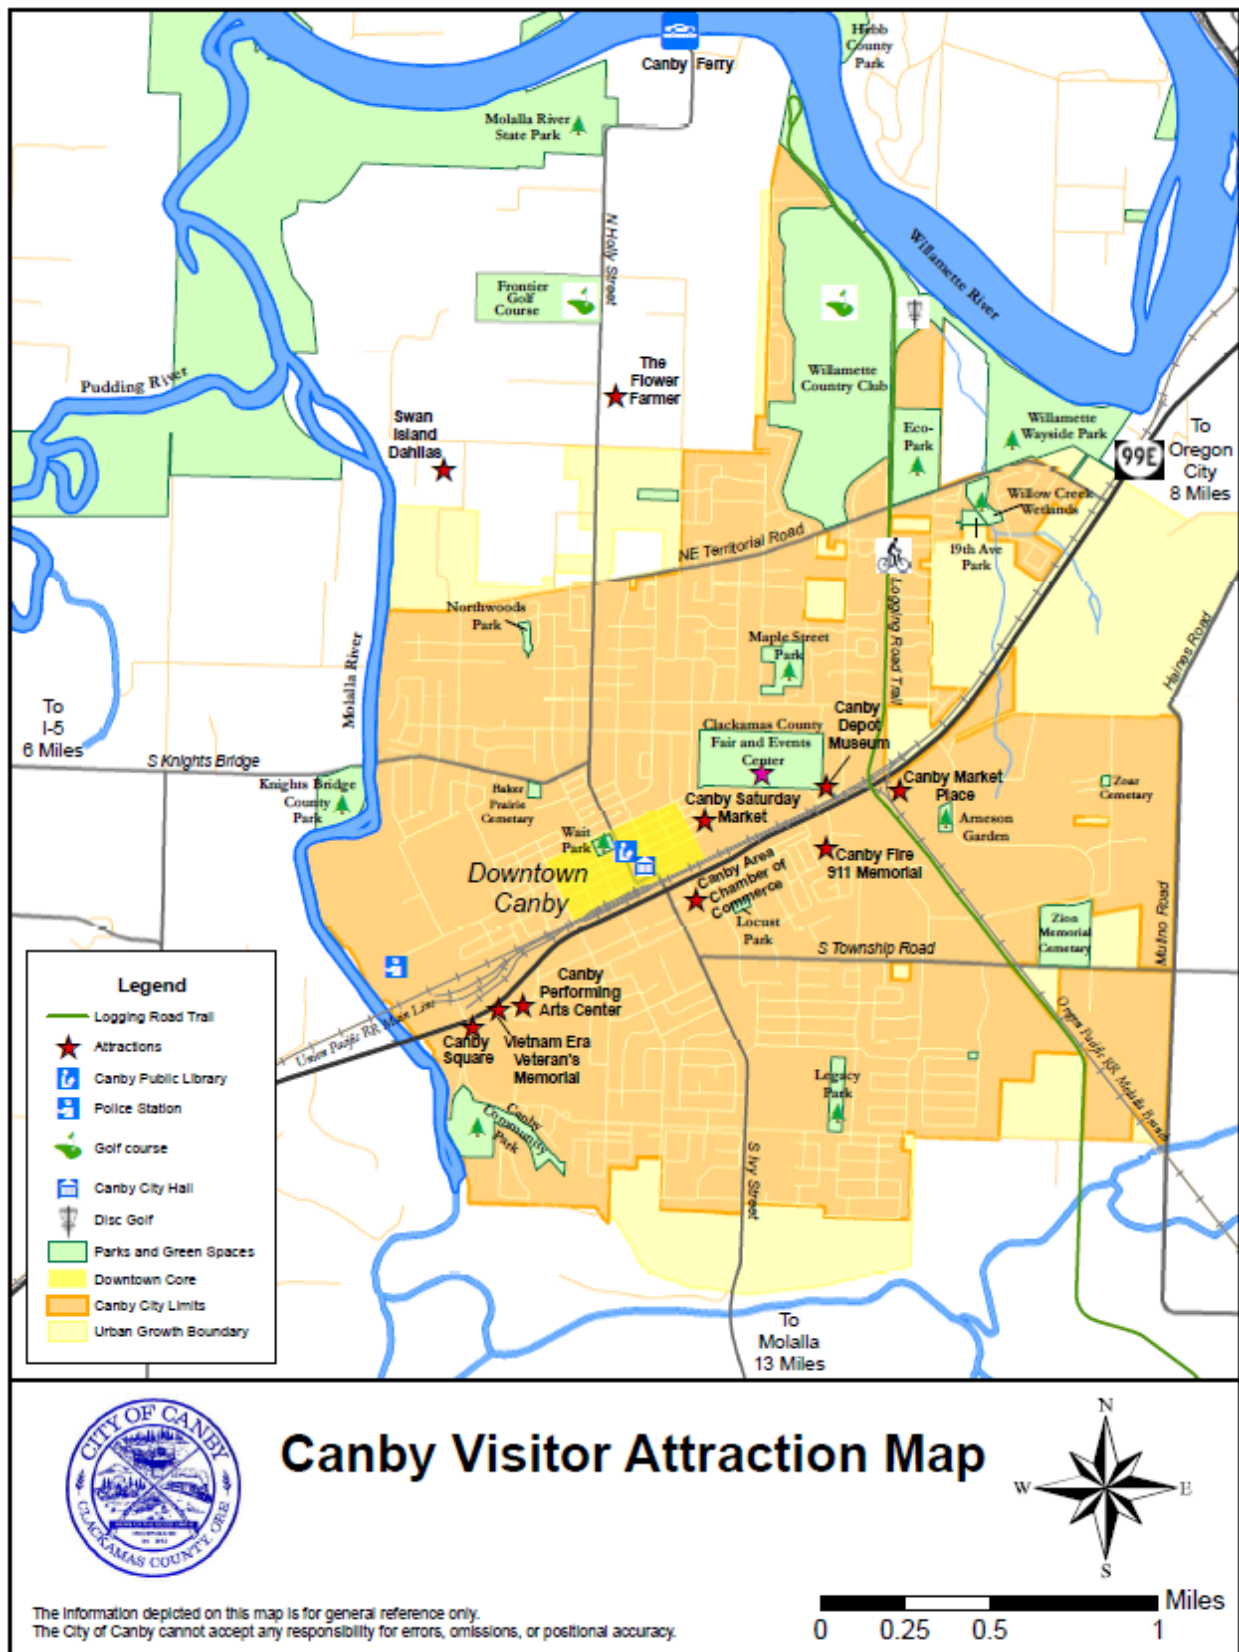 Canby Ferry
Hebb
County
Park
Molalla River
State Park
N Holly Street
Willamette River
Frontier
Golf
Course
Pudding River
The
Flower
Farmer
Willamette
Country Club
Swan
Island
Dahlias
Eco-
Park
Willamette
Wayside Park
99E
To
Oregon
City
8 Miles
Willow Creek
Wetlands
19th Ave
Park
NE Territorial Road
Logging Road Trail
Northwoods
Park
Maple Street
Park
Haines Road
Molalla River
To
I-5
6 Miles
S Knights Bridge
Knights Bridge
County
Park
Clackamas County
Fair and Events
Center
Canby
Depot
Museum
Canby Market
Place
Zoar
Cemetary
Baker
Prairie
Cemetary
Canby Saturday
Market
Arneson
Garden
Wait
Park
Downtown
Canby
Canby Fire
911 Memorial
Canby Area
Chamber of
Commerce
Locust
Park
Zion
Memorial
Cemetary
Mulino Road
S Township Road
Canby
Performing
Arts Center
Union Pacific RR Main Line
Canby
Square
Vietnam Era
Veteran's
Memorial
Oregon Pacific RR Molalla Branch
Legacy
Park
Canby
Community
Park
S Ivy Street
To
Molalla
13 Miles
Legend
Logging Road Trail
Attractions
Canby Public Library
Police Station
Golf course
Canby City Hall
Disc Golf
Parks and Green Spaces
Downtown Core
Canby City Limits
Urban Growth Boundary
CITY OF CANBY
CLACKAMAS COUNTY, ORE.
Canby Visitor Attraction Map
N
W
E
S
The information depicted on this map is for general reference only.
The City of Canby cannot accept any responsibility for errors, omissions, or positional accuracy.
Miles
0 0.25 0.5 1